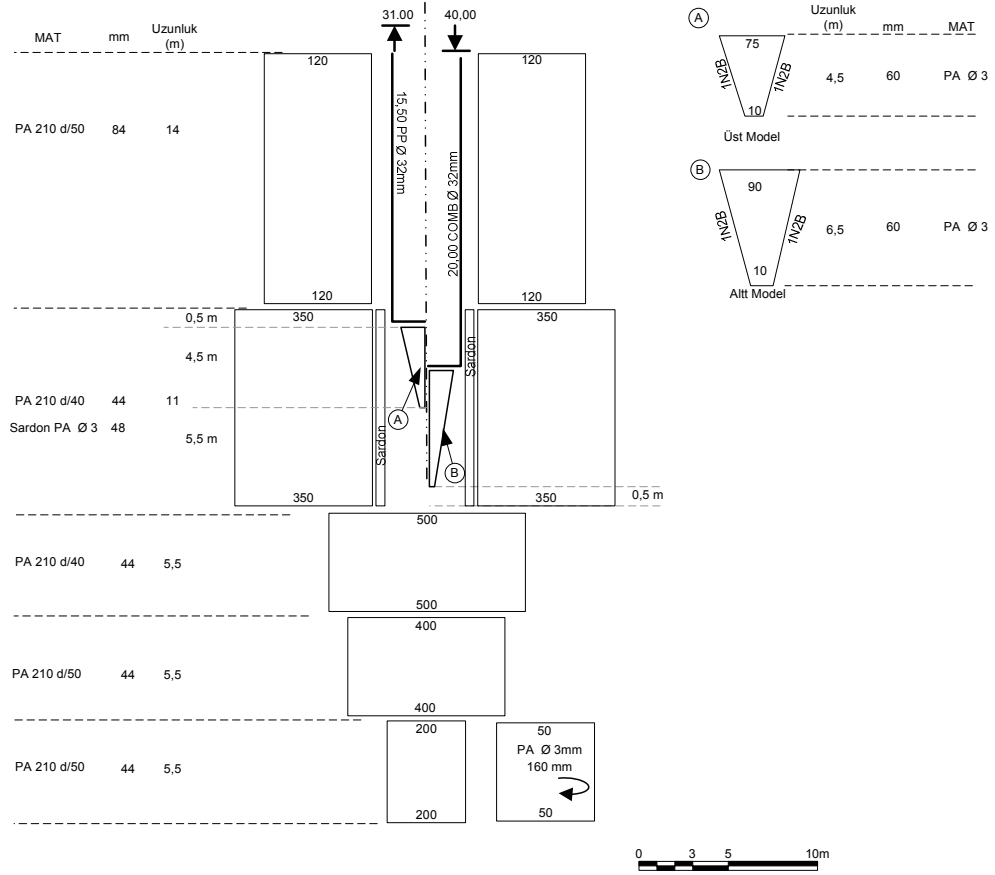 31.00 40,00
MAT mm Uzunluk (m)
120 120
PA 210 d/50 84 14
15,50 PP Ø 32mm
20,00 COMB Ø 32mm
120 120
0,5 m 350 350
4,5 m
Sardon
PA 210 d/40 44 11
A
Sardon PA Ø 3 48
5,5 m
Sardon
B
350 350 0,5 m
500
PA 210 d/40 44 5,5
500
400
PA 210 d/50 44 5,5
400
200 50
PA Ø 3mm
PA 210 d/50 44 5,5 160 mm
200 50
A Uzunluk (m) mm MAT
75
1N2B 1N2B 4,5 60 PA Ø 3
10
Üst Model
B
90
1N2B 1N2B 6,5 60 PA Ø 3
10
Altt Model
0 3 5 10m